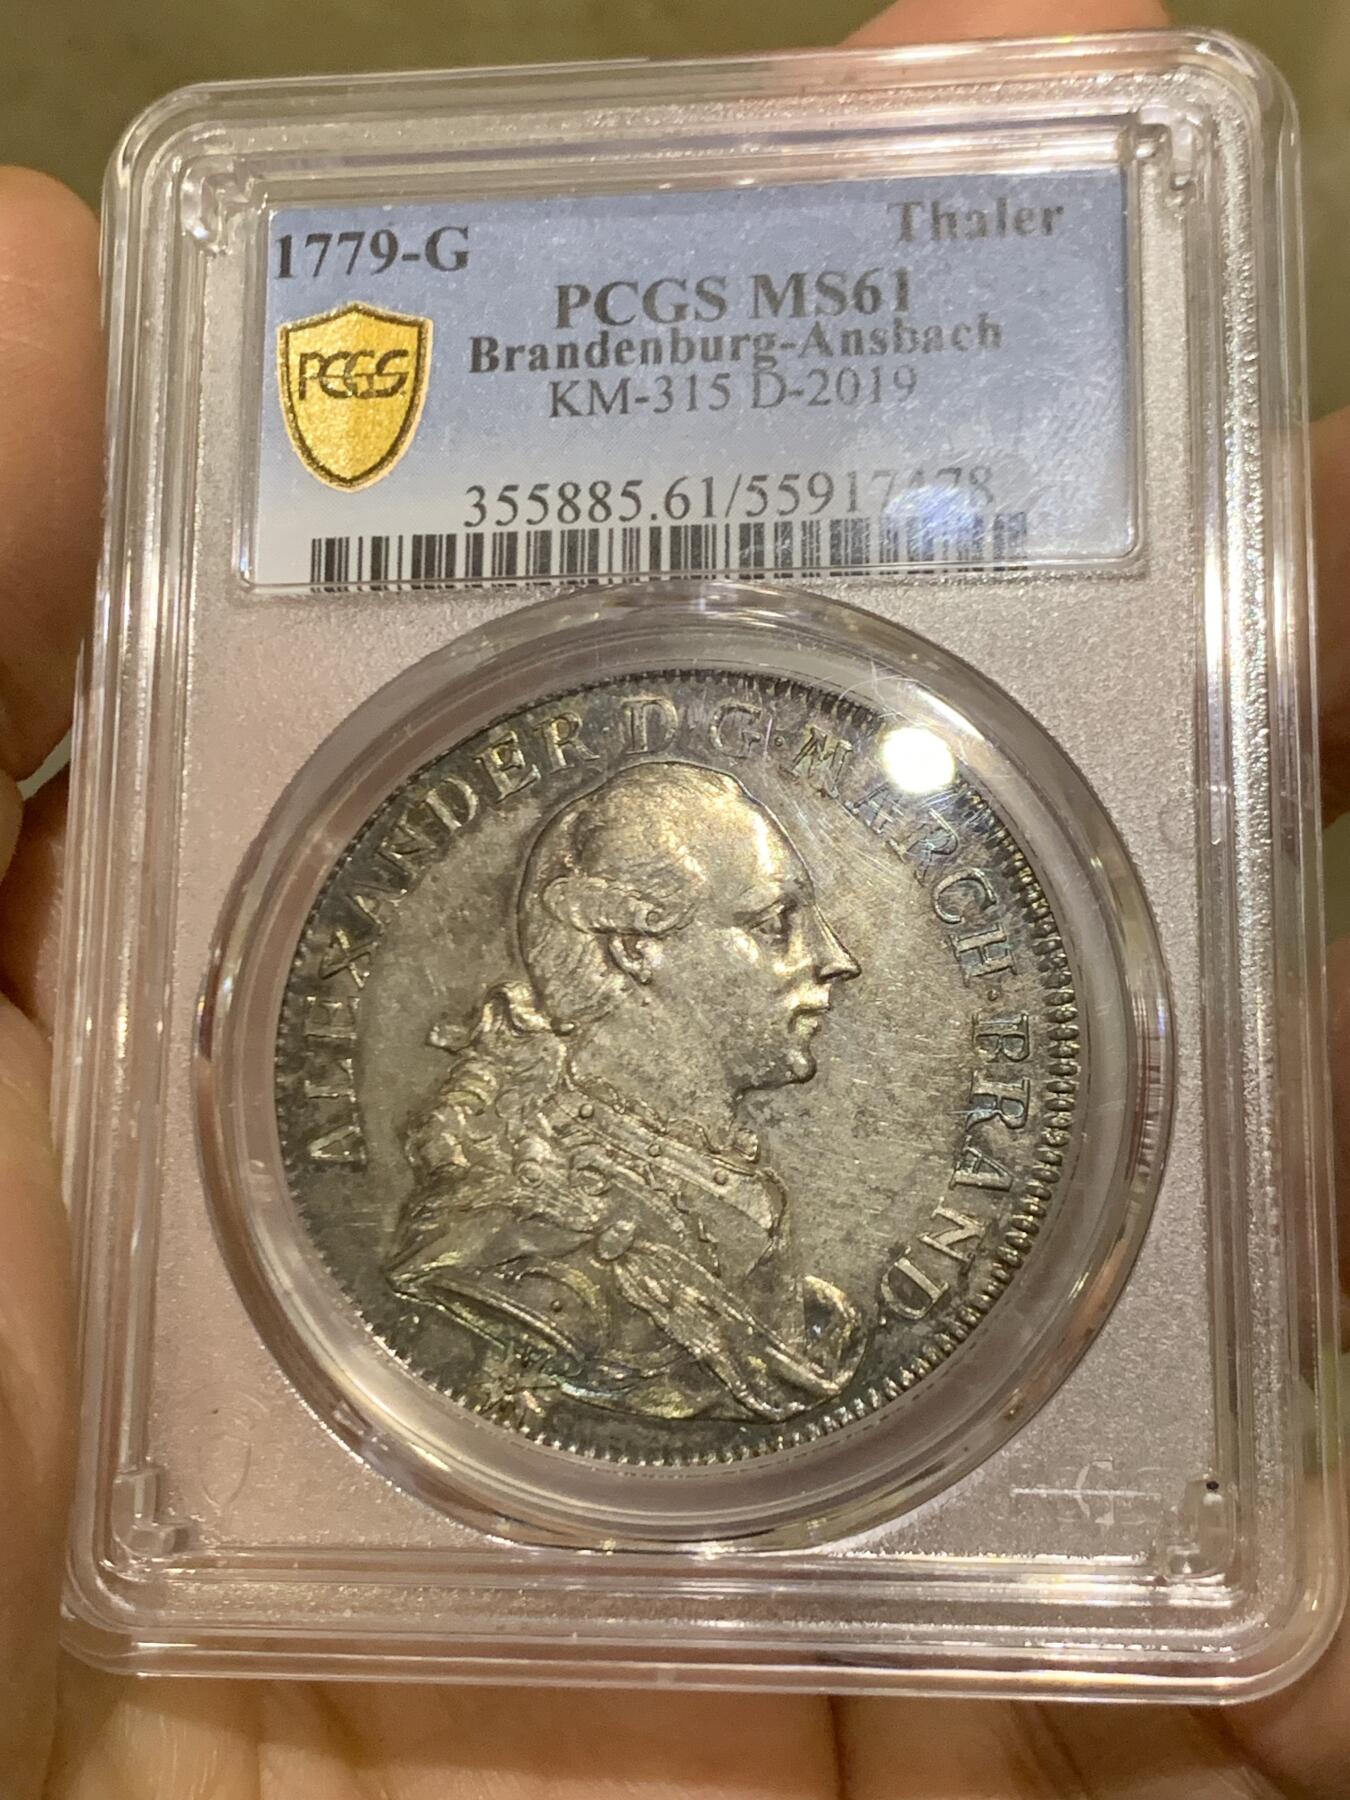 1779-G Thaler
PCGS MS61
Brandenburg-Ansbach
KM-315 D-2019
355885.61/55917478
PCGS
ALEXANDER·D·G·MARCH·BRAND·